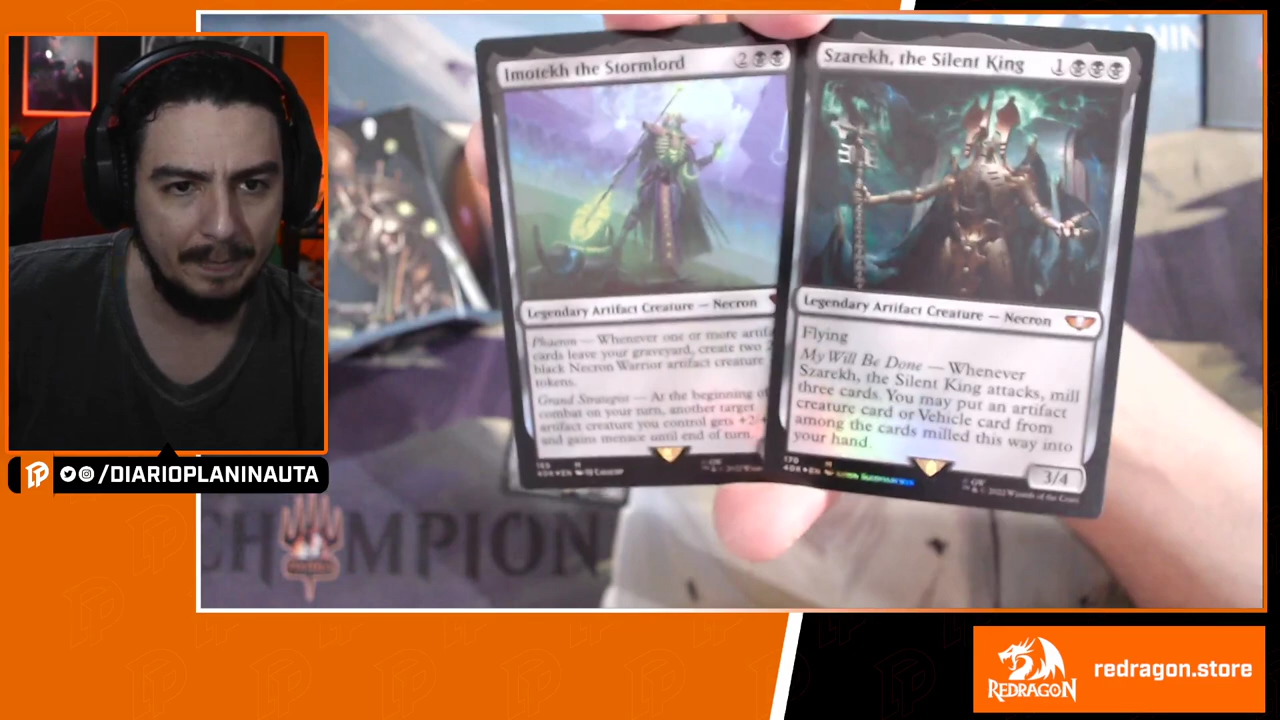 Imotekh the Stormlord
2
Legendary Artifact Creature — Necron
Phaeron — Whenever one or more
cards leave your graveyard, create two
black Necron Warrior artifact creature
tokens.
Grand Strategist — At the beginning of
combat on your turn, another target
artifact creature you control gets +2/+
and gains menace until end of turn.
Szarekh, the Silent King
1
Legendary Artifact Creature — Necron
Flying
My Will Be Done — Whenever
Szarekh, the Silent King attacks, mill
three cards. You may put an artifact
creature card or Vehicle card from
among the cards milled this way into
your hand.
170
3/4
™ & © 2022 Wizards of the Coast
CHAMPION
/DIARIOPLANINAUTA
REDRAGON
redragon.store